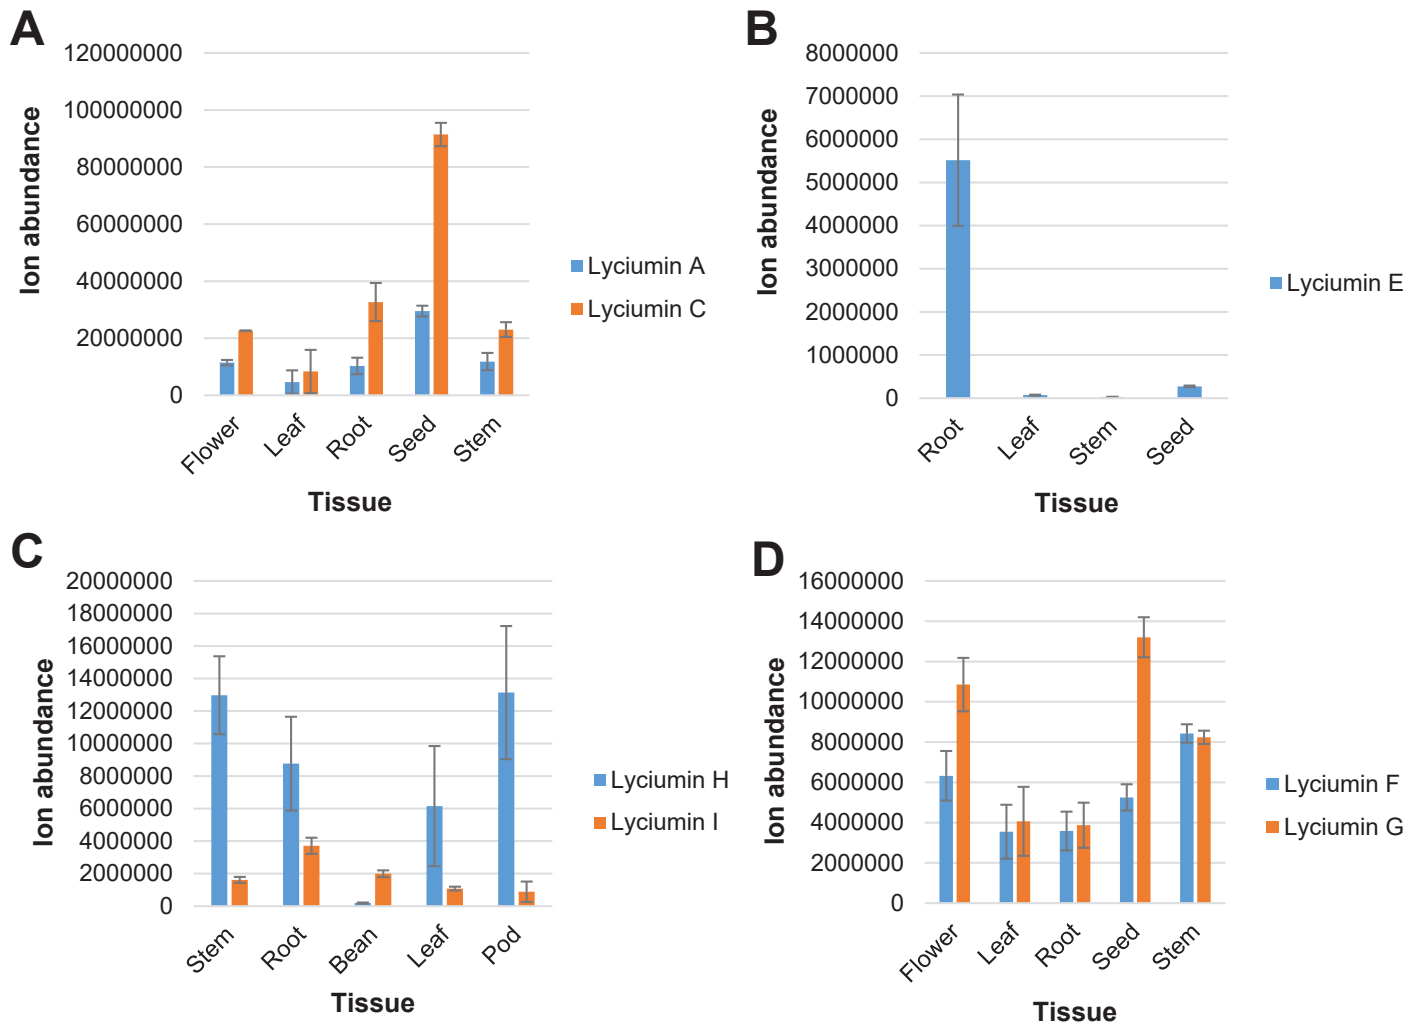 A
120000000
100000000
80000000
60000000
40000000
20000000
0
Ion abundance
Flower
Leaf
Root
Seed
Stem
Tissue
Lyciumin A
Lyciumin C
B
8000000
7000000
6000000
5000000
4000000
3000000
2000000
1000000
0
Ion abundance
Root
Leaf
Stem
Seed
Tissue
Lyciumin E
C
20000000
18000000
16000000
14000000
12000000
10000000
8000000
6000000
4000000
2000000
0
Ion abundance
Stem
Root
Bean
Leaf
Pod
Tissue
Lyciumin H
Lyciumin I
D
16000000
14000000
12000000
10000000
8000000
6000000
4000000
2000000
0
Ion abundance
Flower
Leaf
Root
Seed
Stem
Tissue
Lyciumin F
Lyciumin G